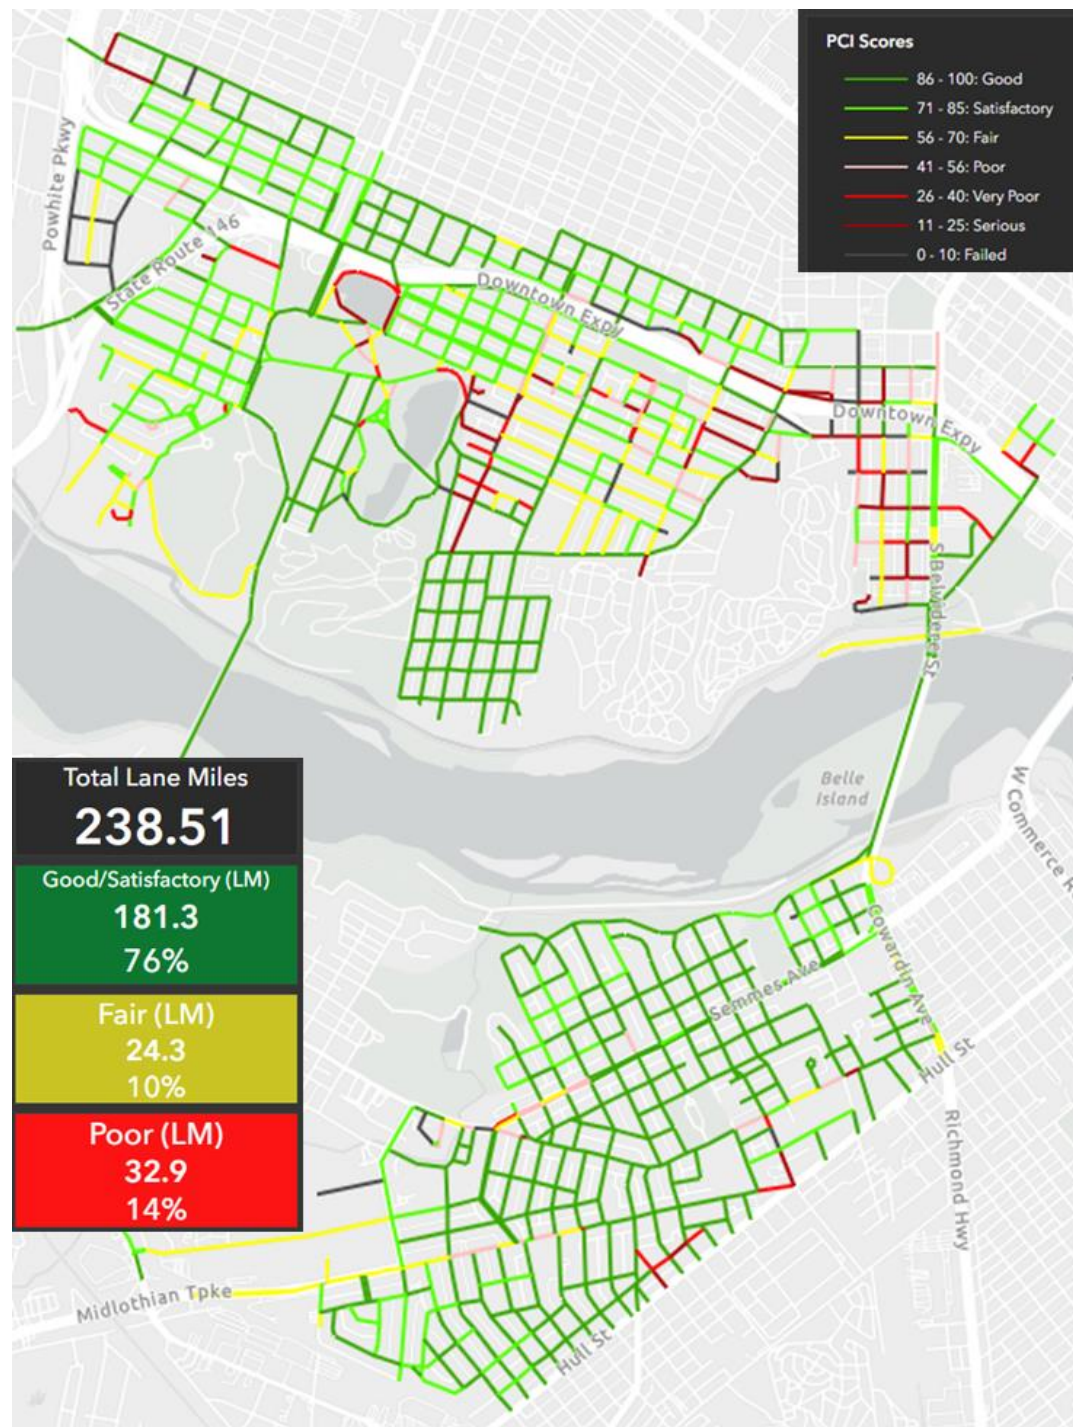 PCI Scores
86 - 100: Good
71 - 85: Satisfactory
56 - 70: Fair
41 - 56: Poor
26 - 40: Very Poor
11 - 25: Serious
0 - 10: Failed
Powhite Pkwy
State Route 146
Downtown Expy
Downtown Expy
S Belvidere St
Belle
Island
W Commerce R
Total Lane Miles
238.51
Good/Satisfactory (LM)
181.3
76%
Fair (LM)
24.3
10%
Poor (LM)
32.9
14%
Cowardin Ave
Semmes Ave
Hull St
Richmond Hwy
Midlothian Tpke
Hull St